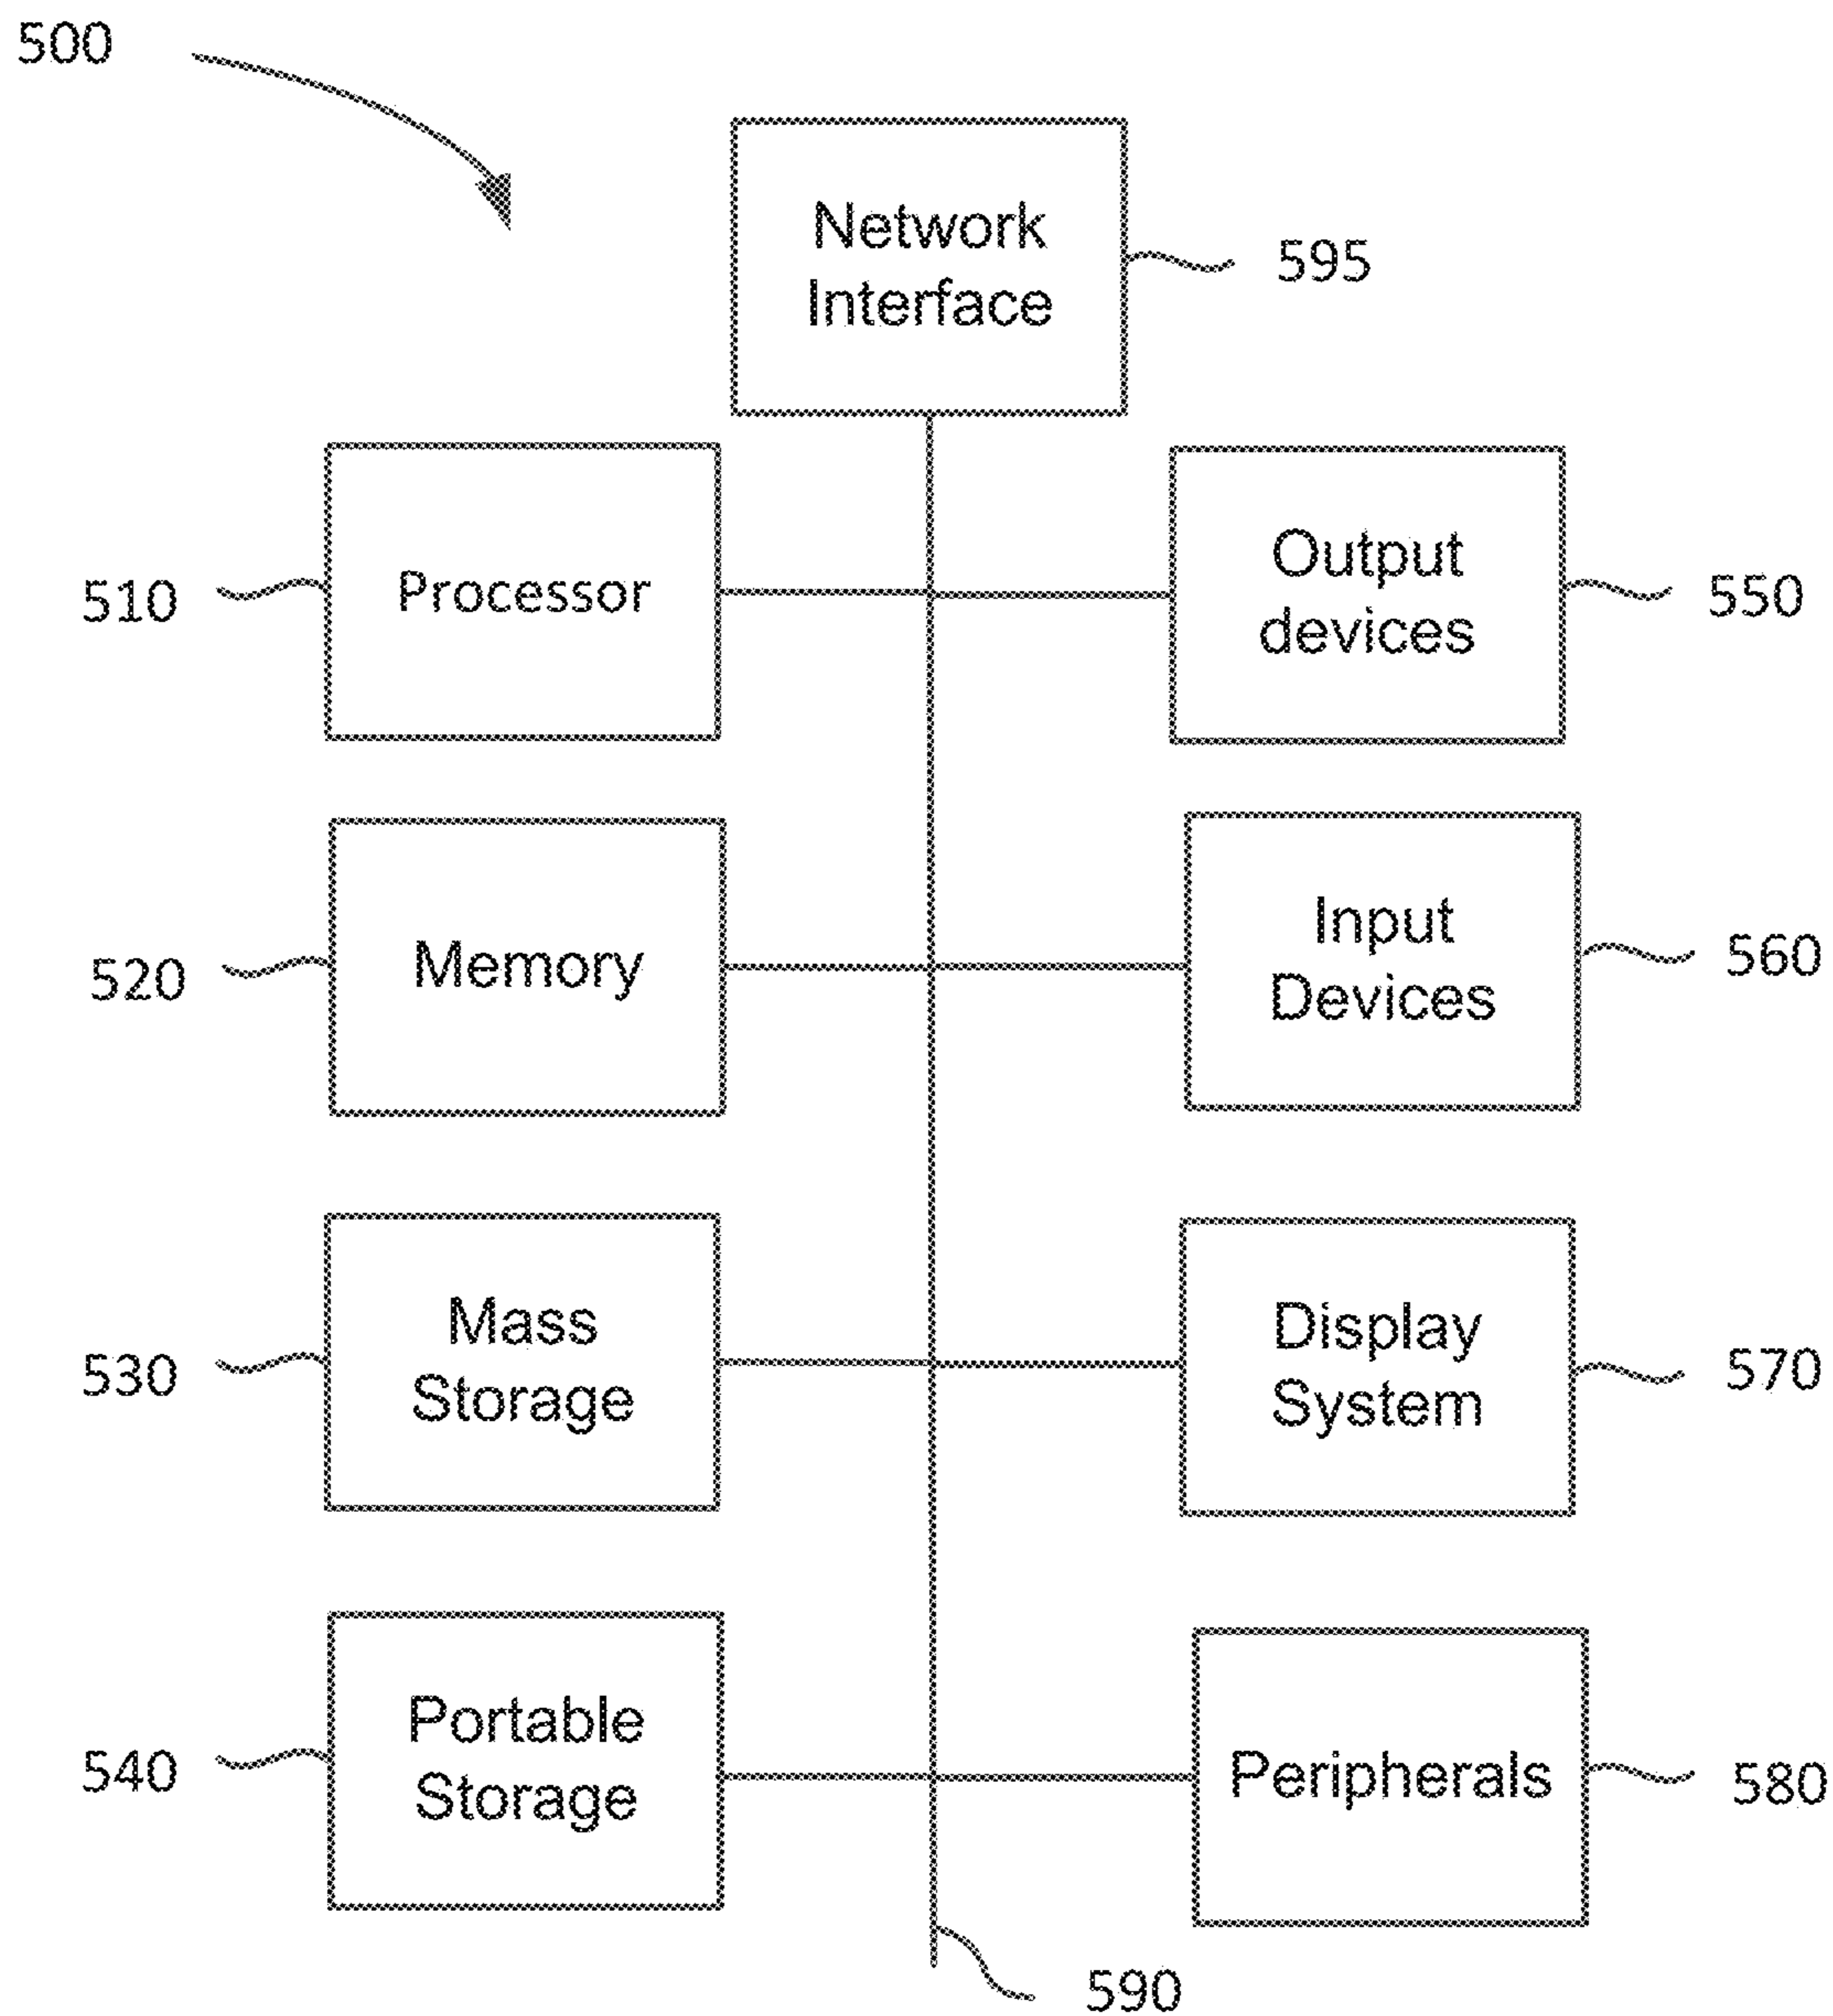 500
Network
Interface
595
510
Processor
Output
devices
550
520
Memory
Input
Devices
560
530
Mass
Storage
Display
System
570
540
Portable
Storage
Peripherals
580
590